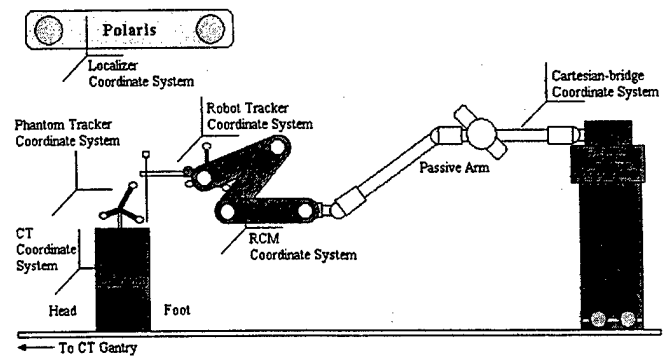 Polaris
Localizer
Coordinate System
Cartesian-bridge
Coordinate System
Robot Tracker
Coordinate System
Phantom Tracker
Coordinate System
Passive Arm
CT
Coordinate
System
RCM
Coordinate System
Head
Foot
To CT Gantry